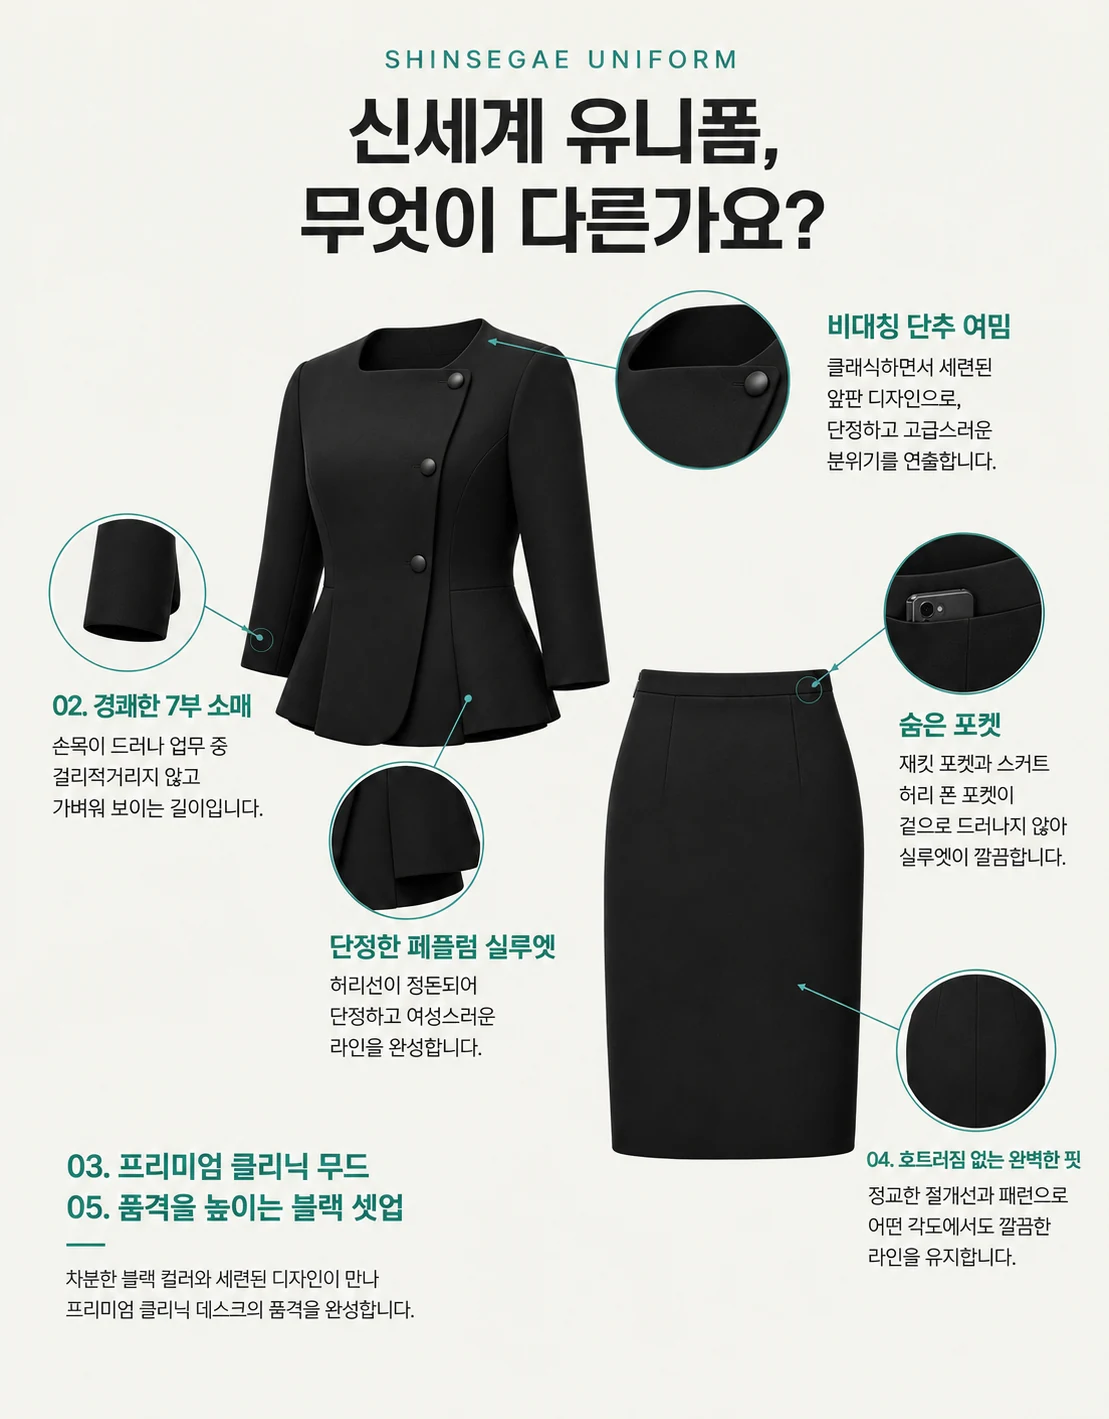 SHINSEGAE UNIFORM
신세계 유니폼,
무엇이 다른가요?
비대칭 단추 여밈
클래식하면서 세련된
앞판 디자인으로,
단정하고 고급스러운
분위기를 연출합니다.
02. 경쾌한 7부 소매
손목이 드러나 업무 중
걸리적거리지 않고
가벼워 보이는 길이입니다.
숨은 포켓
재킷 포켓과 스커트
허리 폰 포켓이
겉으로 드러나지 않아
실루엣이 깔끔합니다.
단정한 페플럼 실루엣
허리선이 정돈되어
단정하고 여성스러운
라인을 완성합니다.
03. 프리미엄 클리닉 무드
05. 품격을 높이는 블랙 셋업
차분한 블랙 컬러와 세련된 디자인이 만나
프리미엄 클리닉 데스크의 품격을 완성합니다.
04. 호트러짐 없는 완벽한 핏
정교한 절개선과 패런으로
어떤 각도에서도 깔끔한
라인을 유지합니다.